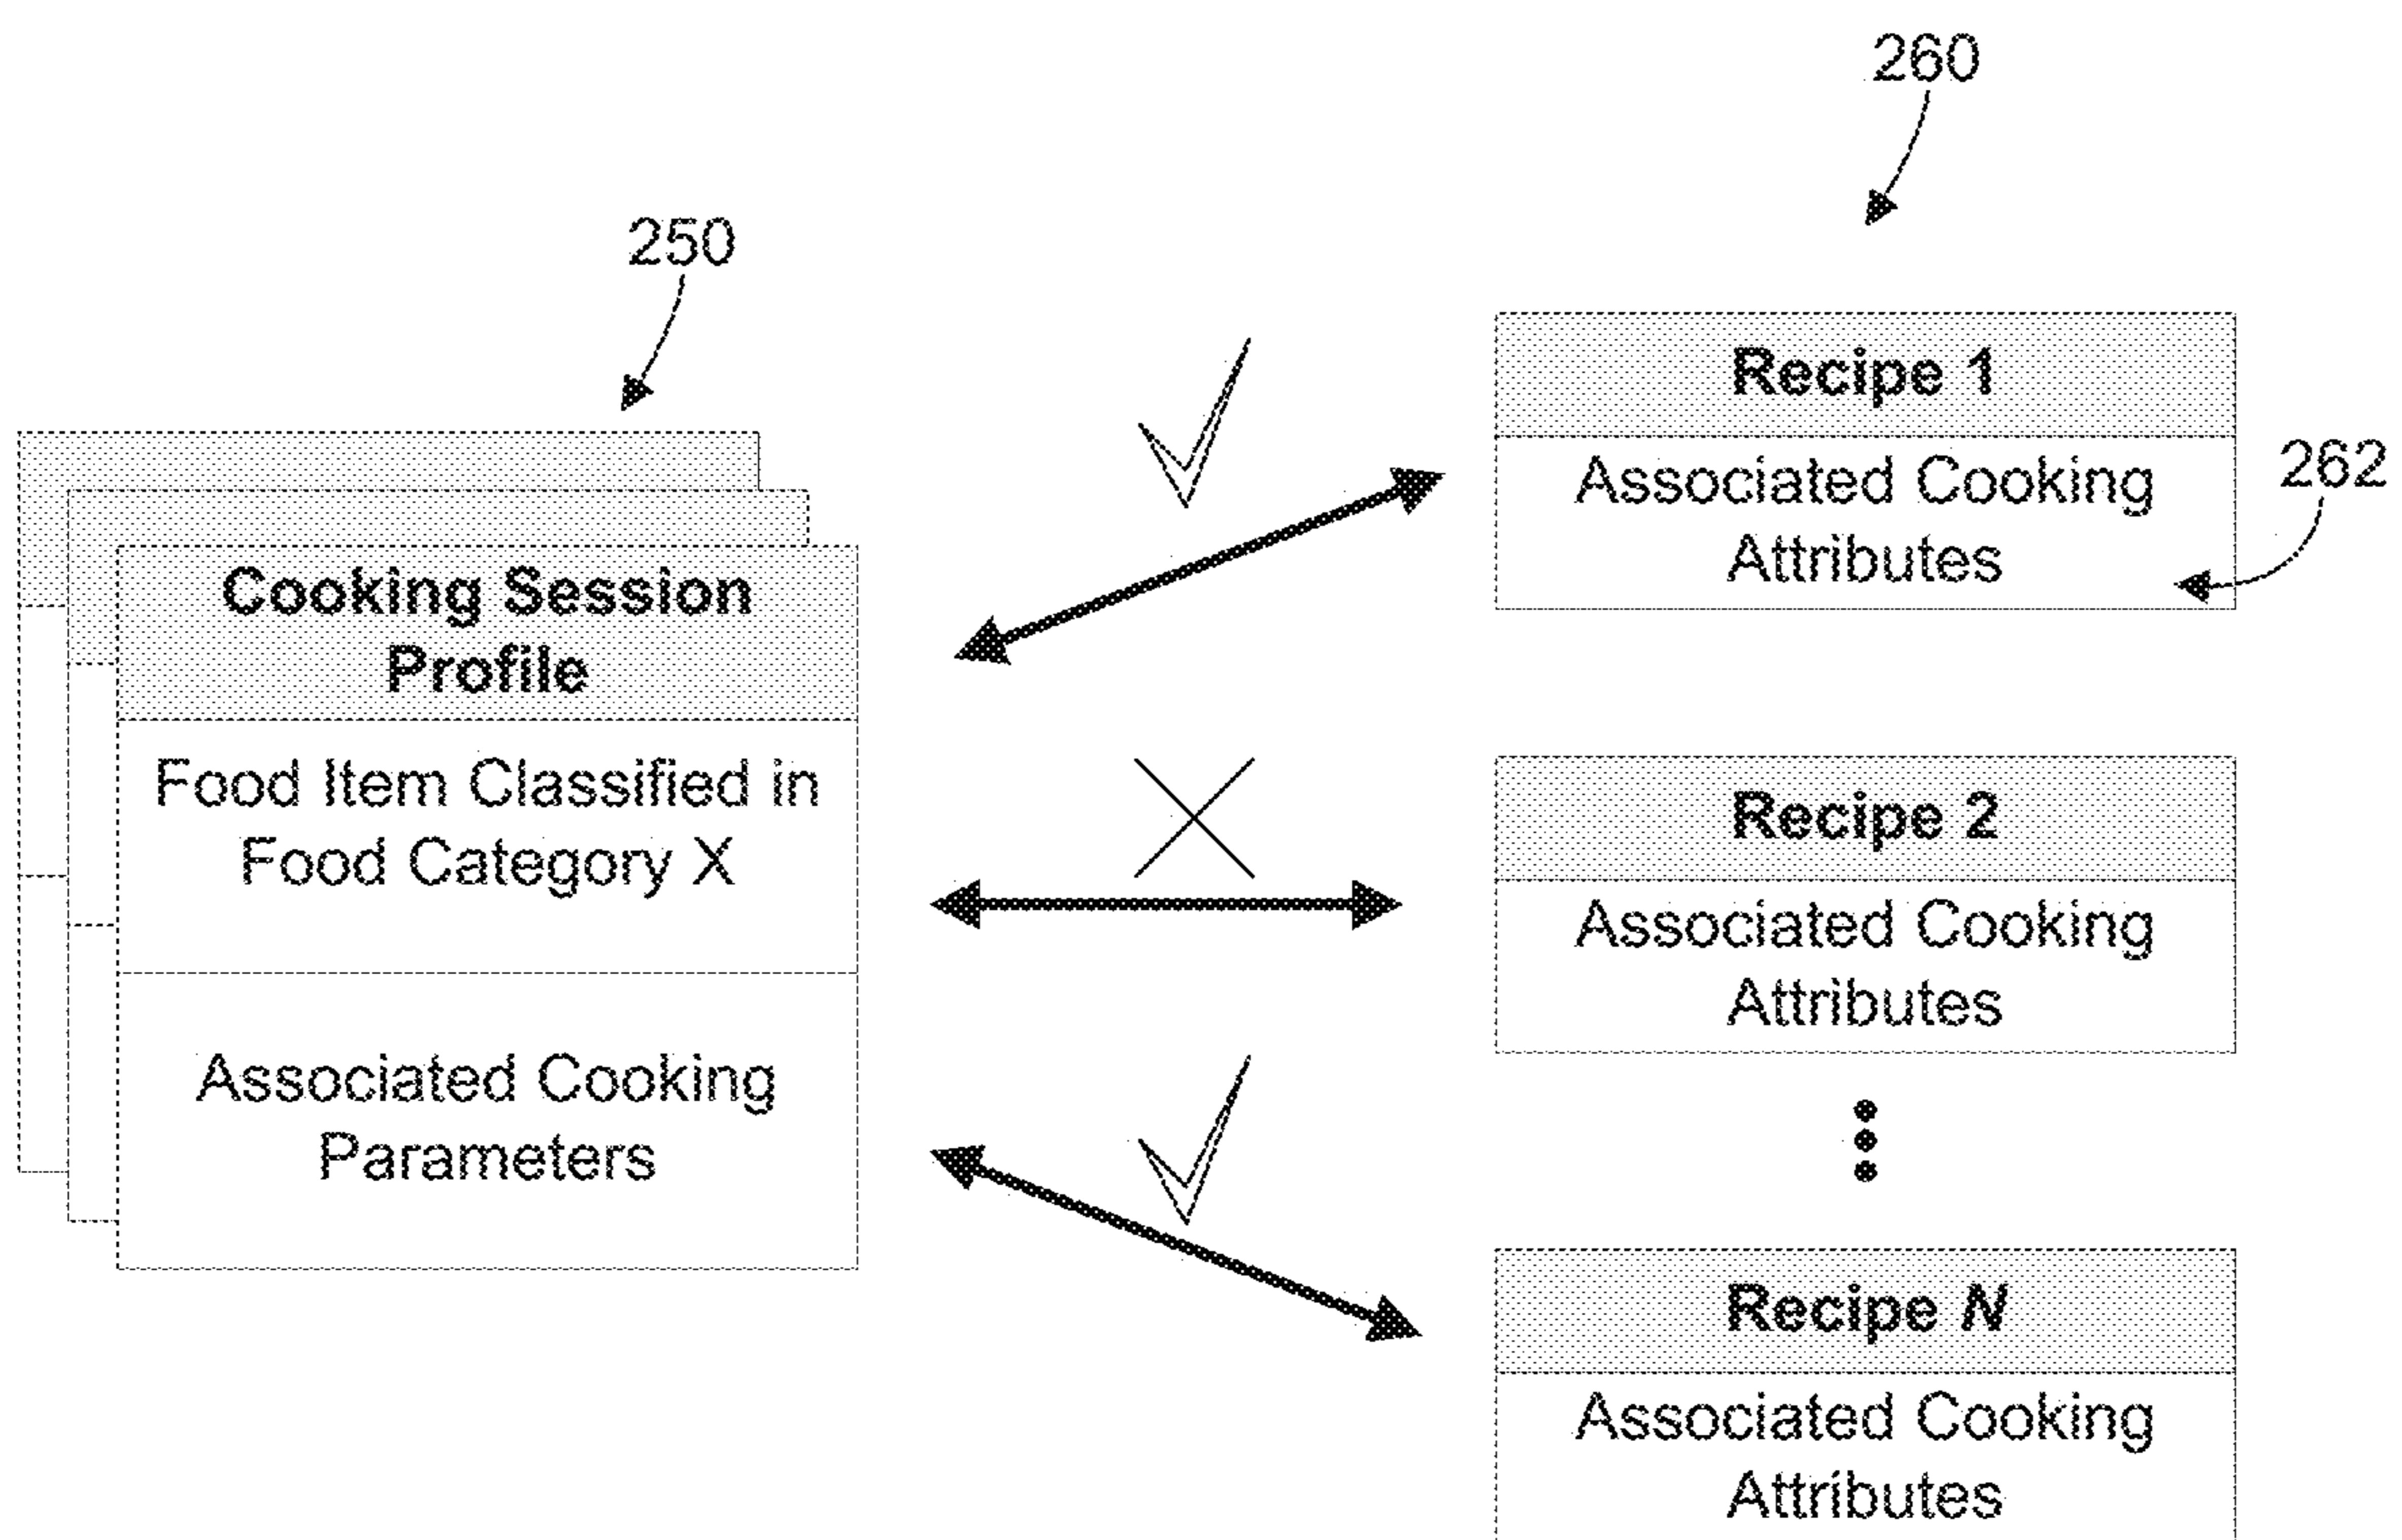 260
250
Recipe 1
Associated Cooking
Attributes
262
Cooking Session
Profile
Food Item Classified in
Food Category X
Associated Cooking
Parameters
Recipe 2
Associated Cooking
Attributes
Recipe N
Associated Cooking
Attributes